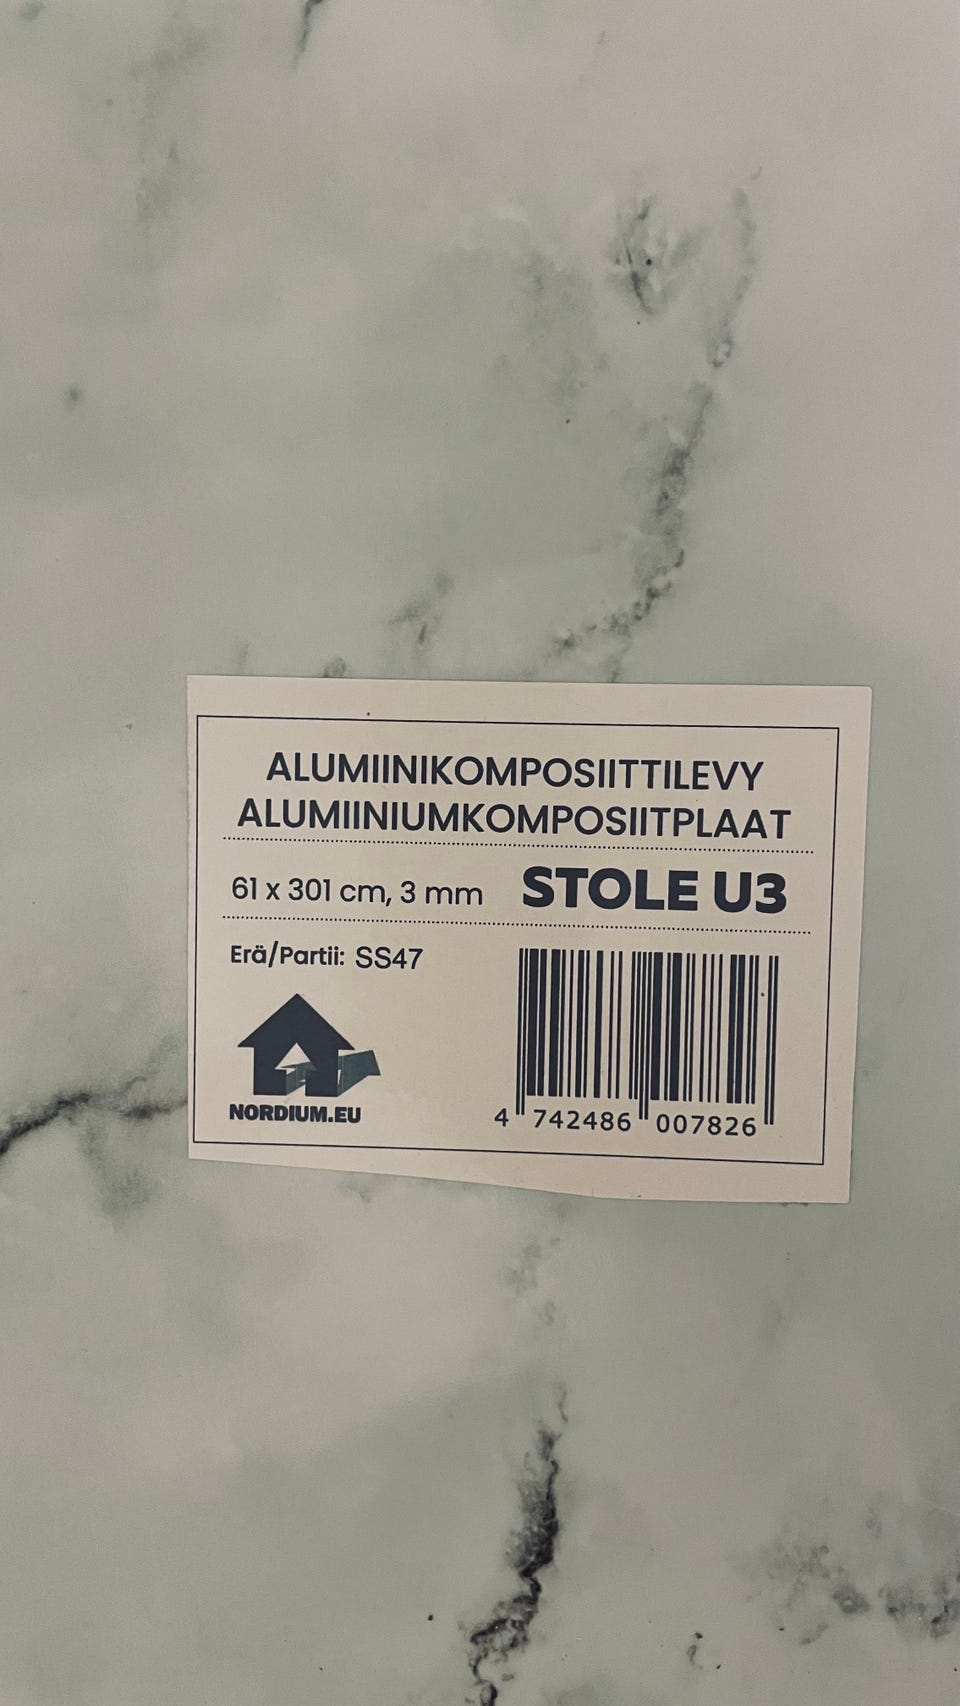 ALUMIINIKOMPOSIITTILEVY
ALUMIINIUMKOMPOSIITPLAAT
61 x 301 cm, 3 mm STOLE U3
Erä/Partii: SS47
NORDIUM.EU
4 742486 007826